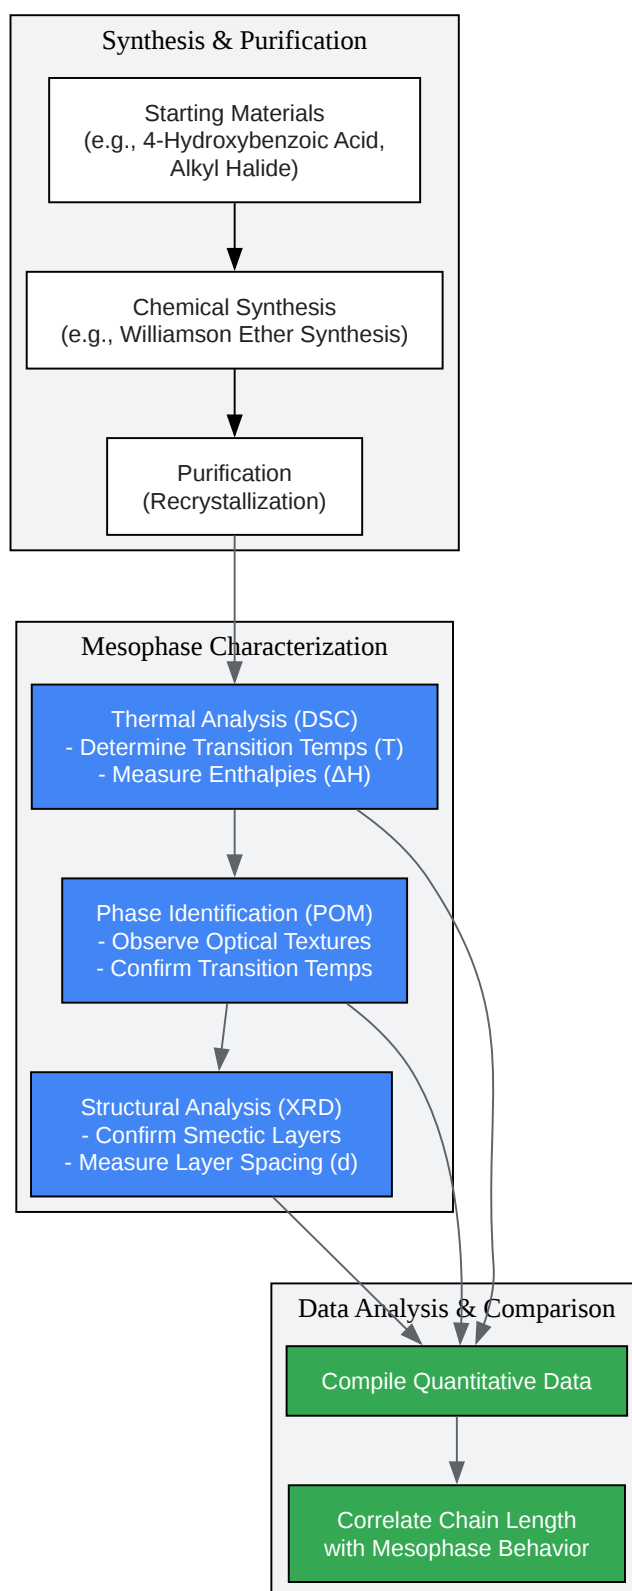 Synthesis & Purification
Starting Materials
(e.g., 4-Hydroxybenzoic Acid,
Alkyl Halide)
Chemical Synthesis
(e.g., Williamson Ether Synthesis)
Purification
(Recrystallization)
Mesophase Characterization
Thermal Analysis (DSC)
- Determine Transition Temps (T)
- Measure Enthalpies (ΔH)
Phase Identification (POM)
- Observe Optical Textures
- Confirm Transition Temps
Structural Analysis (XRD)
- Confirm Smectic Layers
- Measure Layer Spacing (d)
Data Analysis & Comparison
Compile Quantitative Data
Correlate Chain Length
with Mesophase Behavior